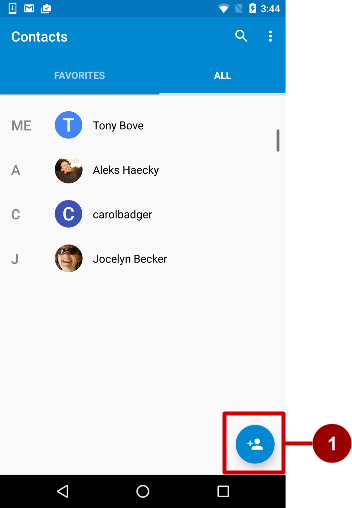 3:44
Contacts
FAVORITES ALL
ME T Tony Bove
A Aleks Haecky
C C carolbadger
J Jocelyn Becker
1